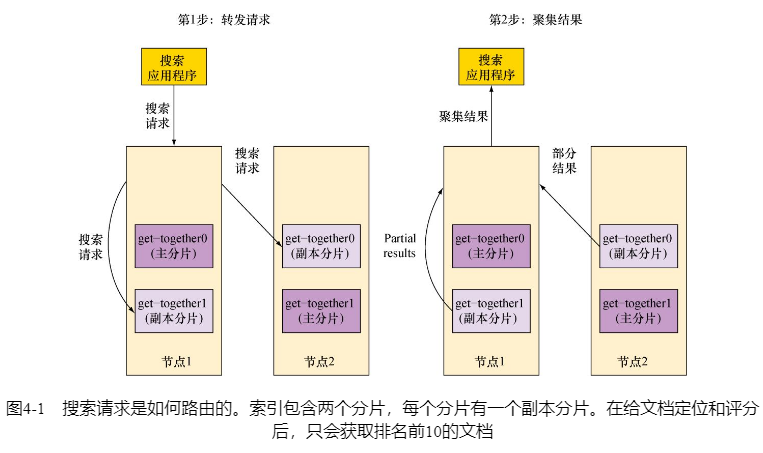 第1步：转发请求
搜索
应用程序
搜索
请求
搜索
请求
搜索
请求
get-together0
(主分片)
get-together1
(副本分片)
节点1
get-together0
(副本分片)
get-together1
(主分片)
节点2
第2步：聚集结果
搜索
应用程序
聚集结果
部分
结果
Partial
results
get-together0
(主分片)
get-together1
(副本分片)
节点1
get-together0
(副本分片)
get-together1
(主分片)
节点2
图4-1 搜索请求是如何路由的。索引包含两个分片，每个分片有一个副本分片。在给文档定位和评分
后，只会获取排名前10的文档